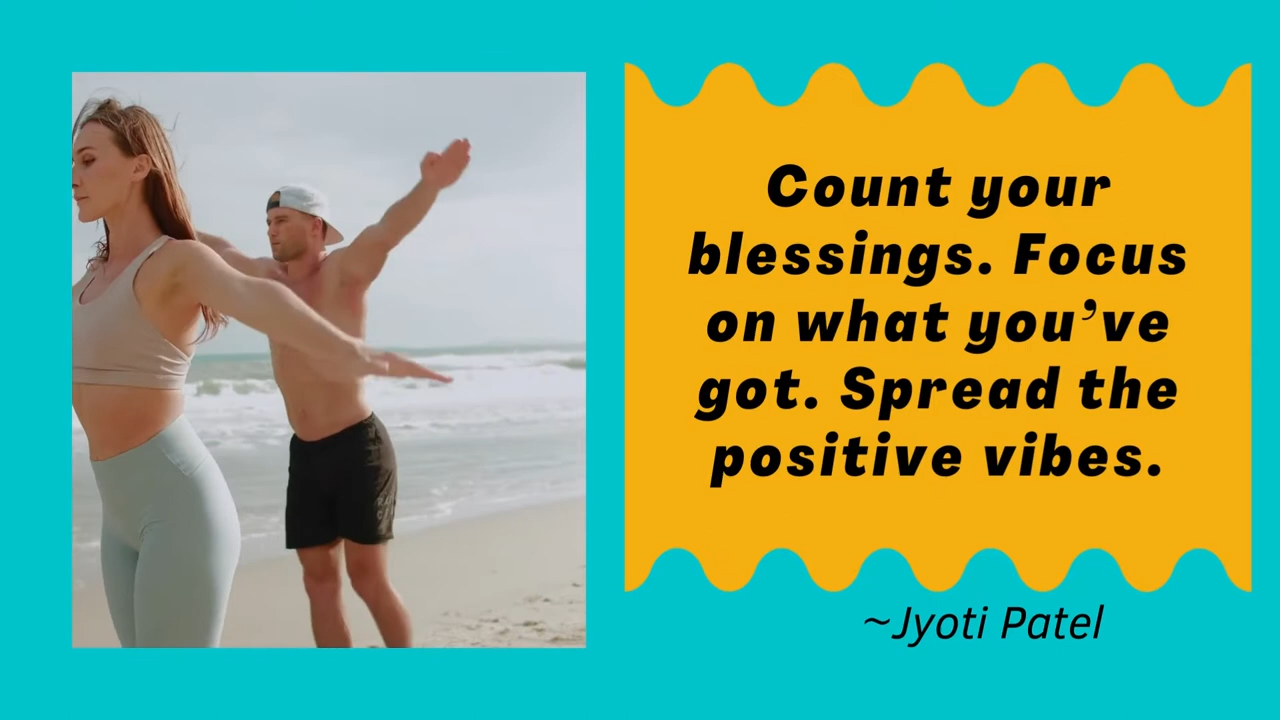 Count your
blessings. Focus
on what you’ve
got. Spread the
positive vibes.
~Jyoti Patel